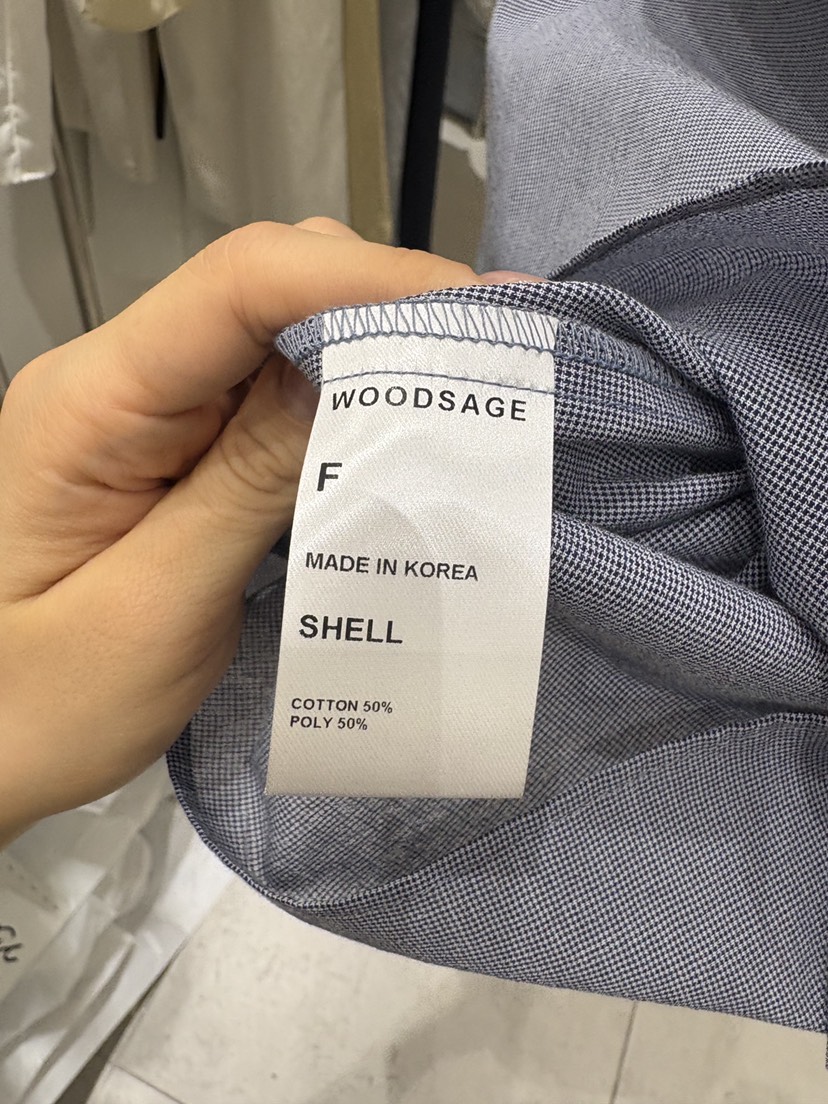 WOODSAGE
F
MADE IN KOREA
SHELL
COTTON 50%
POLY 50%